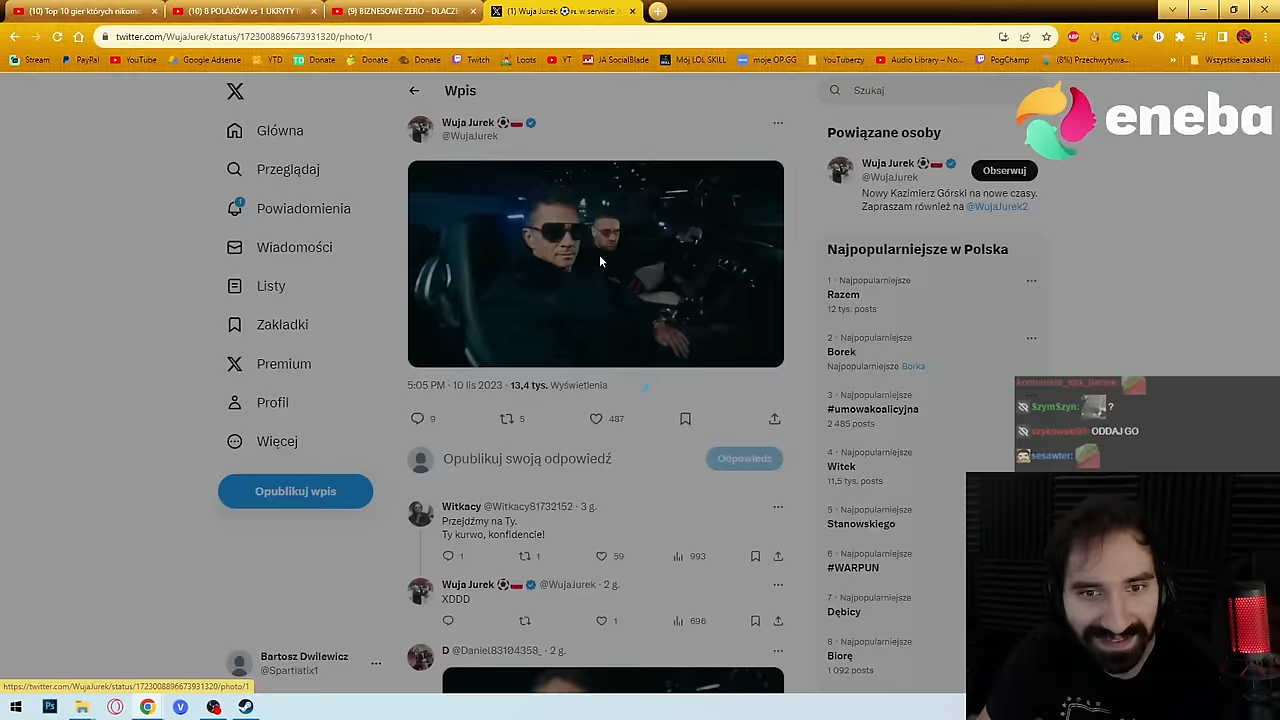 (10) Top 10 gier których nikomu
(10) 8 POLAKÓW vs 1 UKRYTY
(9) BIZNESOWE ZERO - DLACZE
(1) Wuja Jurek ⚽🇵🇱 w serwisie
twitter.com/WujaJurek/status/1723008896673931320/photo/1
Stream PayPal YouTube Google Adsense YTD Donate Donate Donate Twitch Loots YT JA SocialBlade Mój LOL SKILL moje OP.GG YouTuberzy Audio Library – No... PogChamp (8%) Przechwytywa... » Wszystkie zakładki
eneba
Główna
Przeglądaj
1
Powiadomienia
Wiadomości
Listy
Zakładki
Premium
Profil
Więcej
Opublikuj wpis
Bartosz Dwilewicz
@Spartiatix1
Wpis
Wuja Jurek
@WujaJurek
5:05 PM · 10 lis 2023 · 13,4 tys. Wyświetlenia
9 5 487
Opublikuj swoją odpowiedź
Odpowiedz
Witkacy @Witkacy81732152 · 3 g.
Przejdźmy na Ty.
Ty kurwo, konfidencie!
1 1 59 993
Wuja Jurek @WujaJurek · 2 g.
XDDD
1 696
D @Daniel83104358_ · 2 g.
Szukaj
Powiązane osoby
Wuja Jurek
@WujaJurek
Obserwuj
Nowy Kazimierz Górski na nowe czasy.
Zapraszam również na @WujaJurek2
Najpopularniejsze w Polska
1 · Najpopularniejsze
Razem
12 tys. posts
2 · Najpopularniejsze
Borek
Najpopularniejsze Borka
3 · Najpopularniejsze
#umowakoalicyjna
2 485 posts
4 · Najpopularniejsze
Witek
11,5 tys. posts
5 · Najpopularniejsze
Stanowskiego
6 · Najpopularniejsze
#WARPUN
7 · Najpopularniejsze
Dębicy
8 · Najpopularniejsze
Biorę
1 092 posts
SzymSzyn: ?
ODDAJ GO
sesawter:
https://twitter.com/WujaJurek/status/1723008896673931320/photo/1